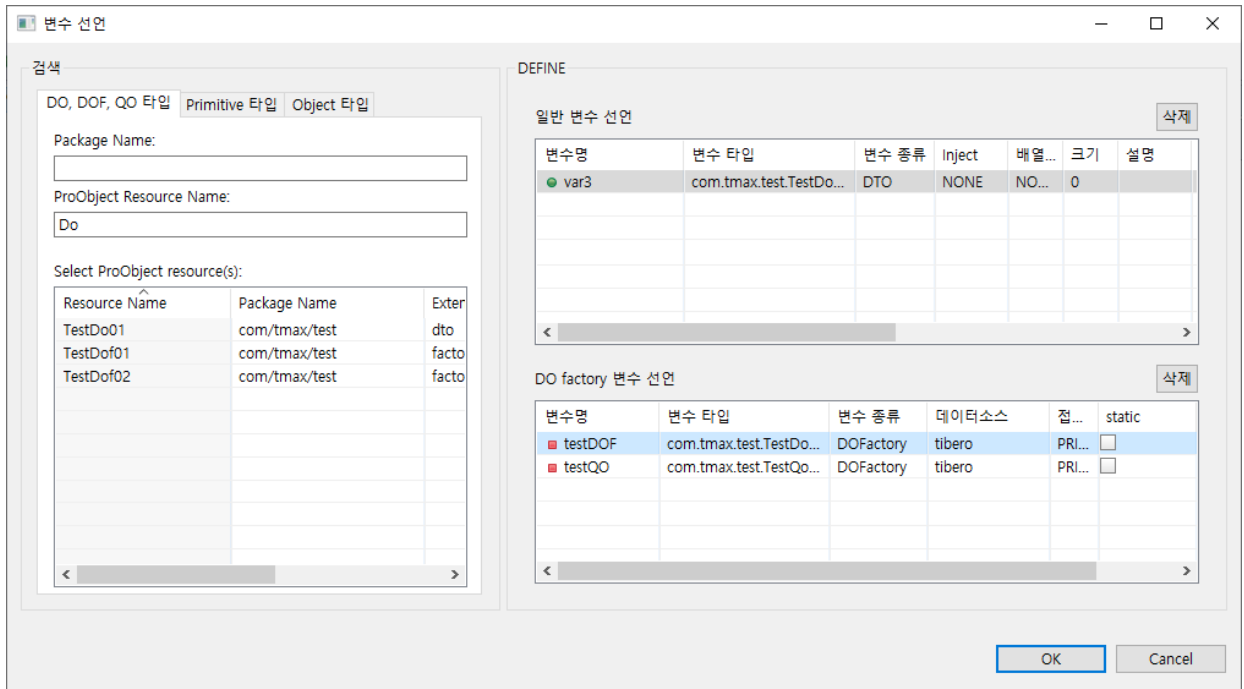 변수 선언
검색
DO, DOF, QO 타입 Primitive 타입 Object 타입
Package Name:
ProObject Resource Name:
Do
Select ProObject resource(s):
Resource Name Package Name Exter
TestDo01 com/tmax/test dto
TestDof01 com/tmax/test facto
TestDof02 com/tmax/test facto
DEFINE
일반 변수 선언 삭제
변수명 변수 타입 변수 종류 Inject 배열... 크기 설명
var3 com.tmax.test.TestDo... DTO NONE NO... 0
DO factory 변수 선언 삭제
변수명 변수 타입 변수 종류 데이터소스 접... static
testDOF com.tmax.test.TestDo... DOFactory tibero PRI...
testQO com.tmax.test.TestQo... DOFactory tibero PRI...
OK Cancel